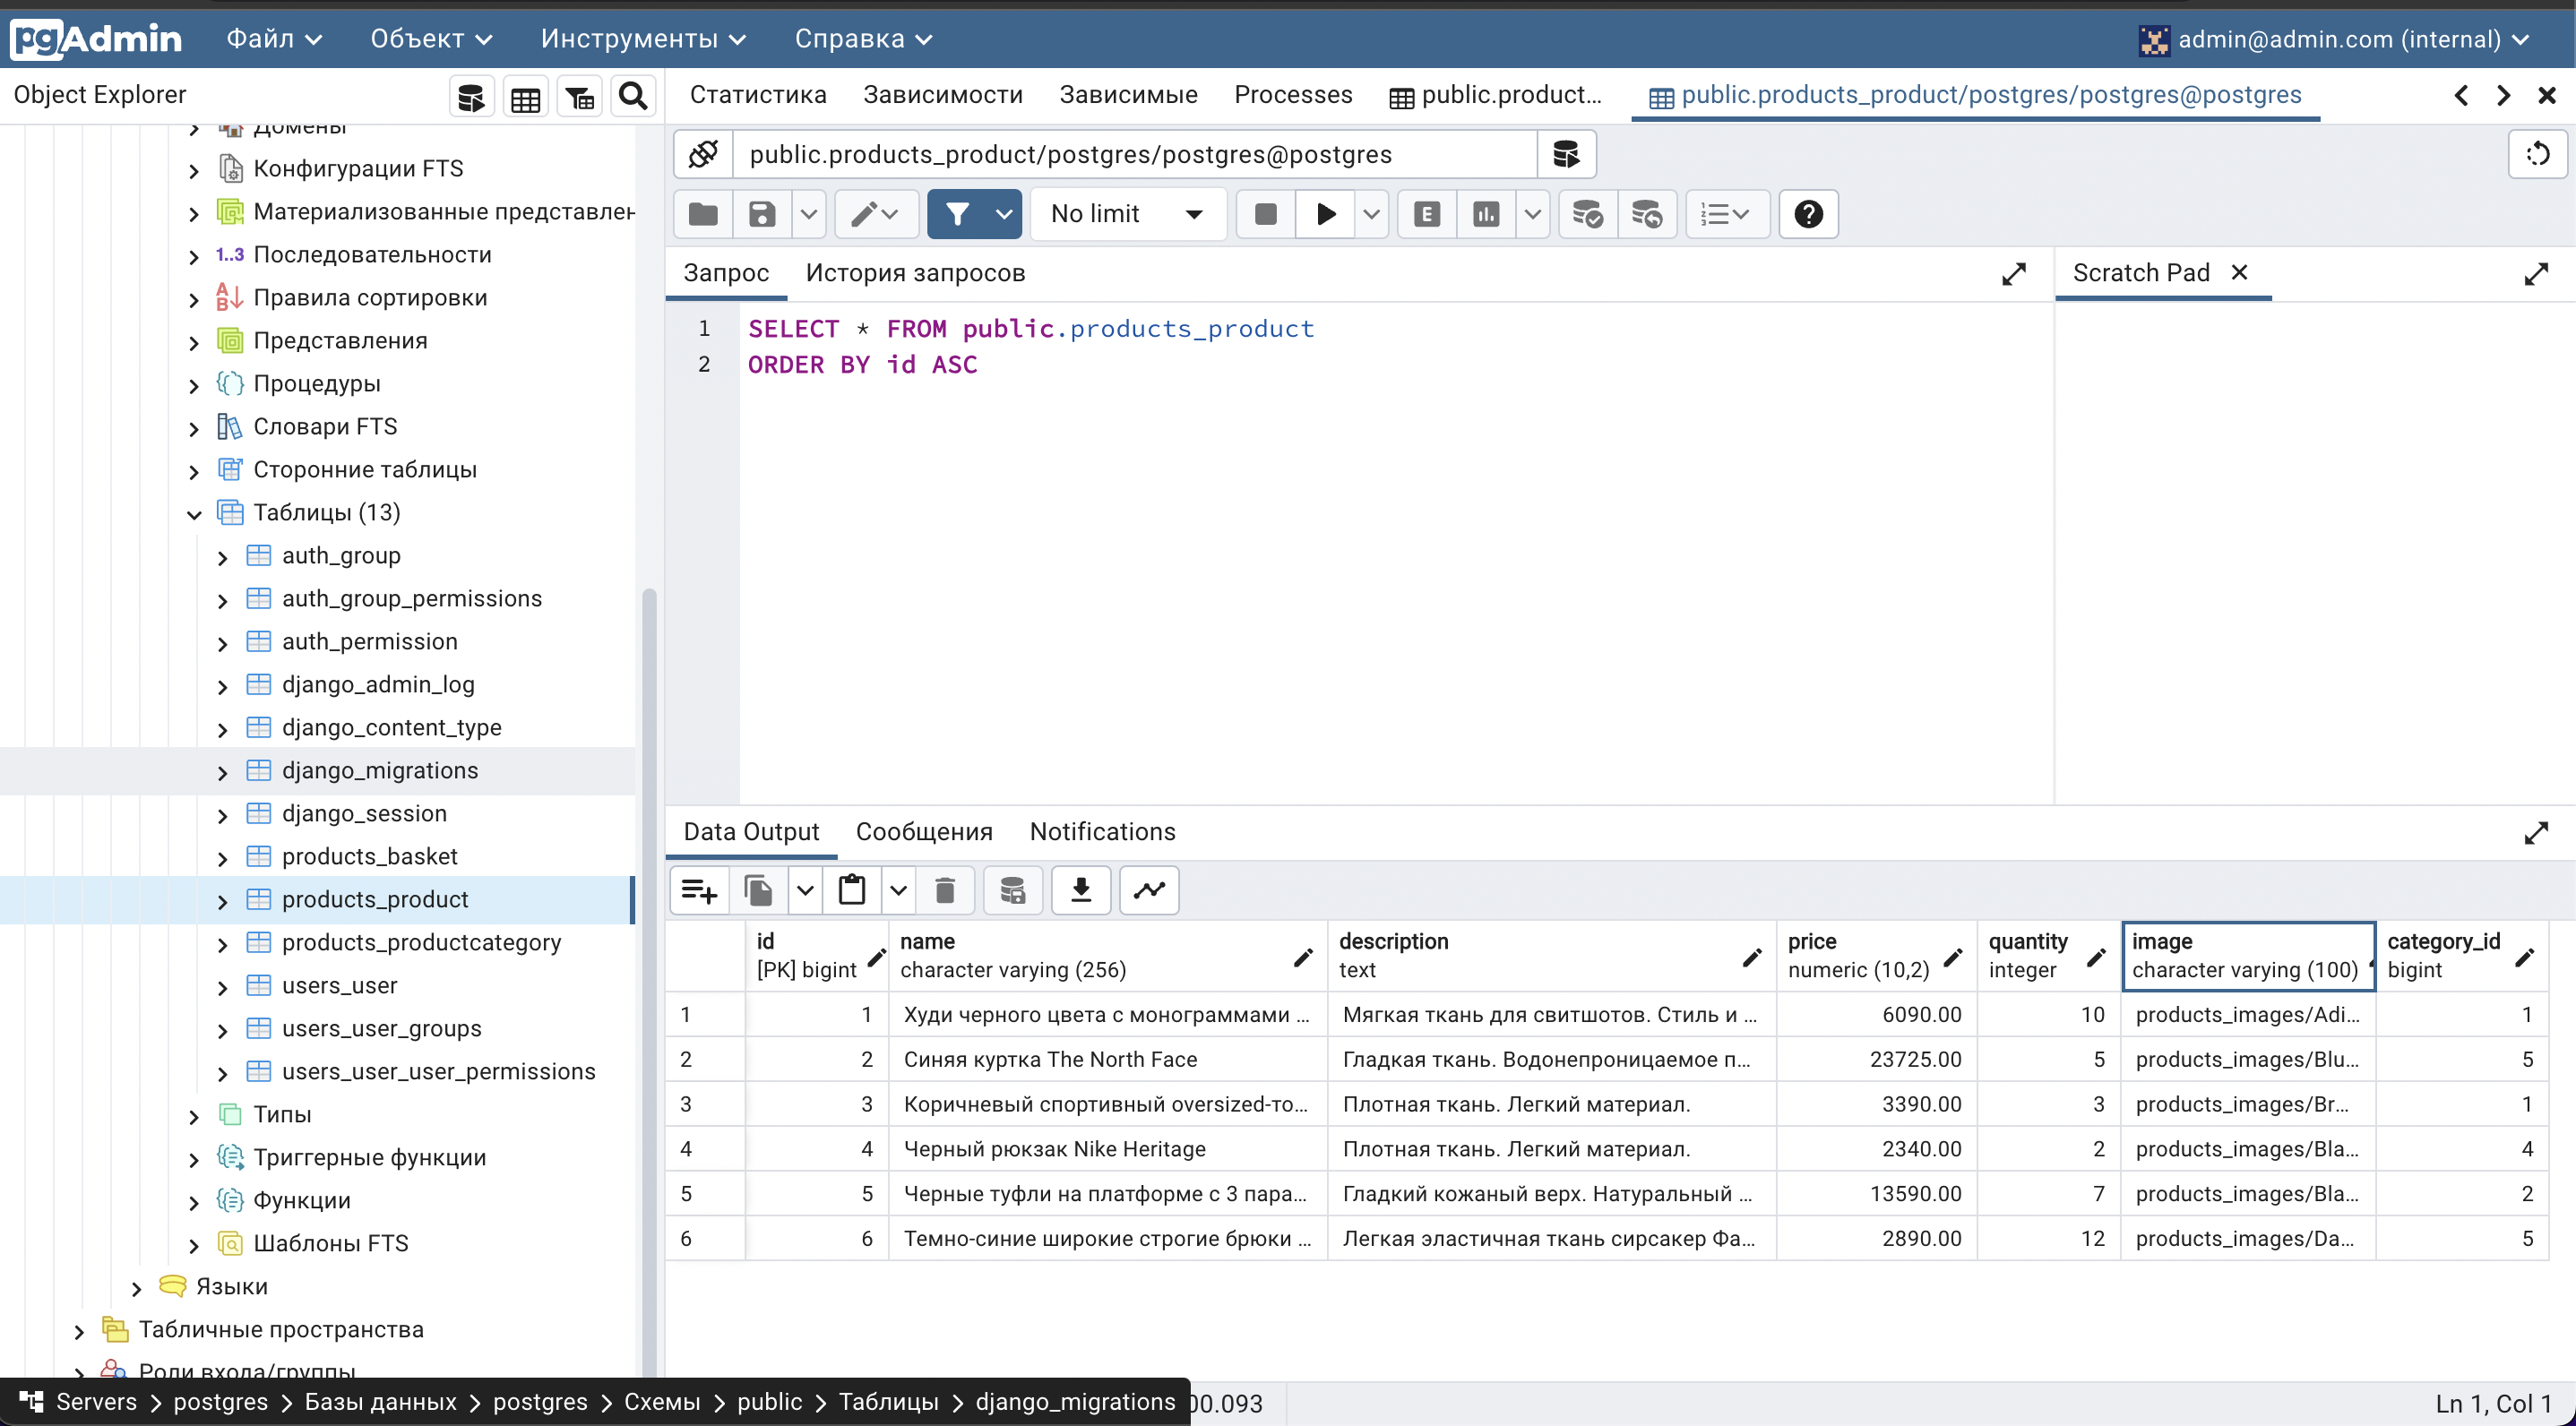 pgAdmin Файл Объект Инструменты Справка admin@admin.com (internal)
Object Explorer
Статистика Зависимости Зависимые Processes public.product... public.products_product/postgres/postgres@postgres
public.products_product/postgres/postgres@postgres
No limit
Запрос История запросов Scratch Pad
1 SELECT * FROM public.products_product
2 ORDER BY id ASC
Домены
Конфигурации FTS
Материализованные представлен
1..3 Последовательности
Правила сортировки
Представления
Процедуры
Словари FTS
Сторонние таблицы
Таблицы (13)
auth_group
auth_group_permissions
auth_permission
django_admin_log
django_content_type
django_migrations
django_session
products_basket
products_product
products_productcategory
users_user
users_user_groups
users_user_user_permissions
Типы
Триггерные функции
Функции
Шаблоны FTS
Языки
Табличные пространства
Роли входа/группы
Data Output Сообщения Notifications
id name description price quantity image category_id
[PK] bigint character varying (256) text numeric (10,2) integer character varying (100) bigint
1 1 Худи черного цвета с монограммами ... Мягкая ткань для свитшотов. Стиль и ... 6090.00 10 products_images/Adi... 1
2 2 Синяя куртка The North Face Гладкая ткань. Водонепроницаемое п... 23725.00 5 products_images/Blu... 5
3 3 Коричневый спортивный oversized-то... Плотная ткань. Легкий материал. 3390.00 3 products_images/Br... 1
4 4 Черный рюкзак Nike Heritage Плотная ткань. Легкий материал. 2340.00 2 products_images/Bla... 4
5 5 Черные туфли на платформе с 3 пара... Гладкий кожаный верх. Натуральный ... 13590.00 7 products_images/Bla... 2
6 6 Темно-синие широкие строгие брюки ... Легкая эластичная ткань сирсакер Фа... 2890.00 12 products_images/Da... 5
Servers > postgres > Базы данных > postgres > Схемы > public > Таблицы > django_migrations
00.093 Ln 1, Col 1